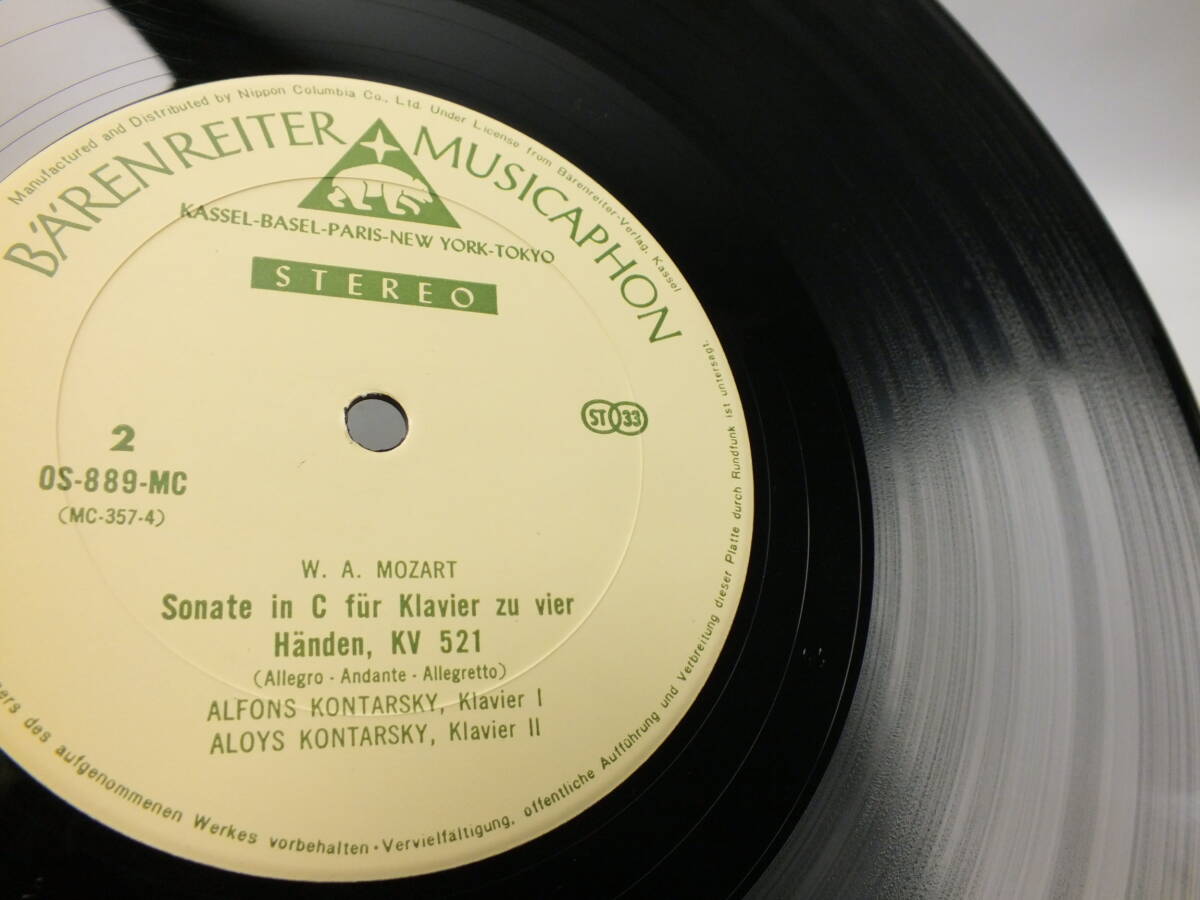 Manufactured and Distributed by Nippon Columbia Co., Ltd. Under License from Bärenreiter-Verlag, Kassel
BÄRENREITER MUSICAPHON
KASSEL-BASEL-PARIS-NEW YORK-TOKYO
STEREO
ST 33
2
OS-889-MC
(MC-357-4)
W. A. MOZART
Sonate in C für Klavier zu vier
Händen, KV 521
(Allegro - Andante - Allegretto)
ALFONS KONTARSKY, Klavier I
ALOYS KONTARSKY, Klavier II
des aufgenommenen Werkes vorbehalten · Vervielfältigung, öffentliche Aufführung und Verbreitung dieser Platte durch Rundfunk ist untersagt.